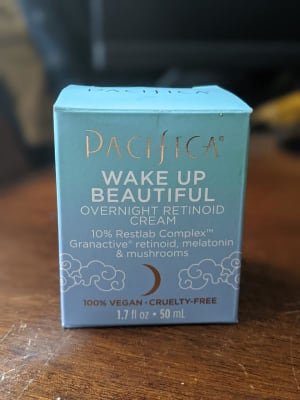 PACIFICA
PACIFICA®
WAKE UP
BEAUTIFUL
OVERNIGHT RETINOID
CREAM
10% Restlab Complex™
Granactive® retinoid, melatonin
& mushrooms
100% VEGAN • CRUELTY-FREE
1.7 fl oz • 50 mL